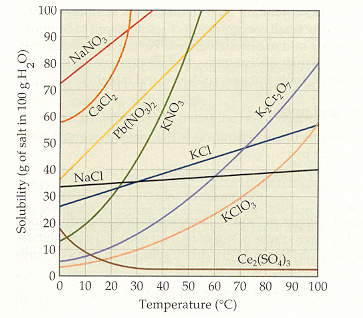 100
90
80
70
60
50
40
30
20
10
0
Solubility (g of salt in 100 g H₂O)
NaNO₃
CaCl₂
Pb(NO₃)₂
KNO₃
K₂Cr₂O₇
KCl
NaCl
KClO₃
Ce₂(SO₄)₃
0 10 20 30 40 50 60 70 80 90 100
Temperature (°C)